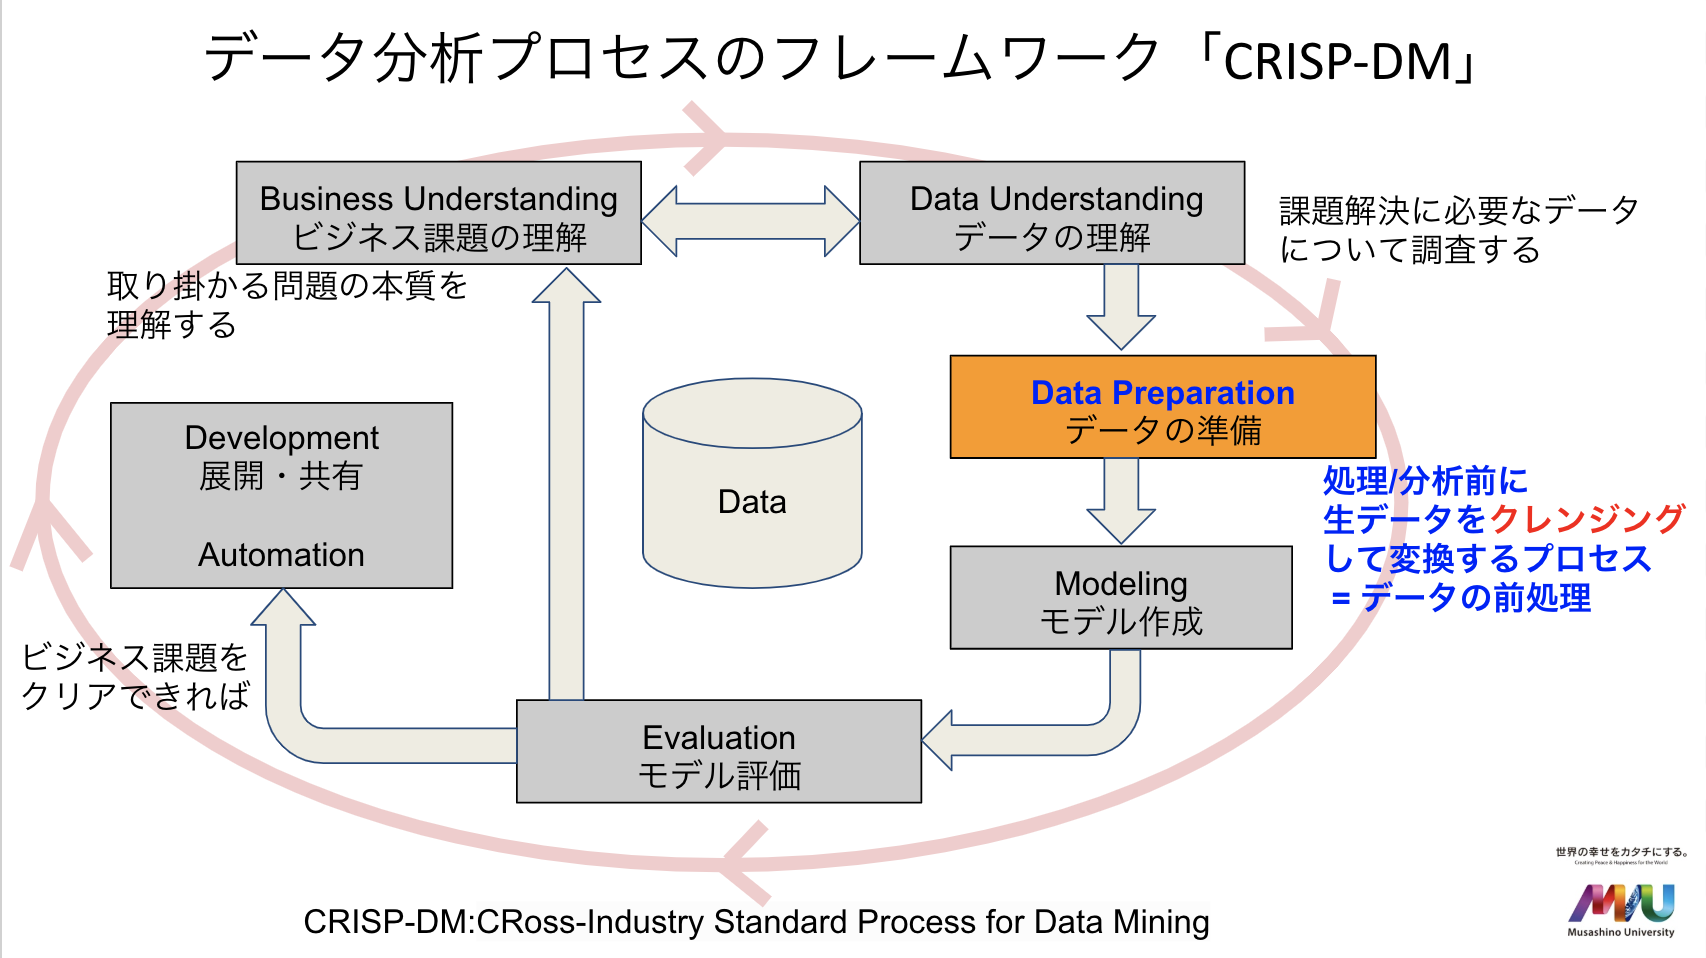 データ分析プロセスのフレームワーク「CRISP-DM」
Business Understanding
ビジネス課題の理解
Data Understanding
データの理解
課題解決に必要なデータ
について調査する
取り掛かる問題の本質を
理解する
Data Preparation
データの準備
Development
展開・共有
Automation
Data
処理/分析前に
生データをクレンジング
して変換するプロセス
= データの前処理
Modeling
モデル作成
ビジネス課題を
クリアできれば
Evaluation
モデル評価
CRISP-DM:CRoss-Industry Standard Process for Data Mining
世界の幸せをカタチにする。
Creating Peace & Happiness for the World
MU
Musashino University